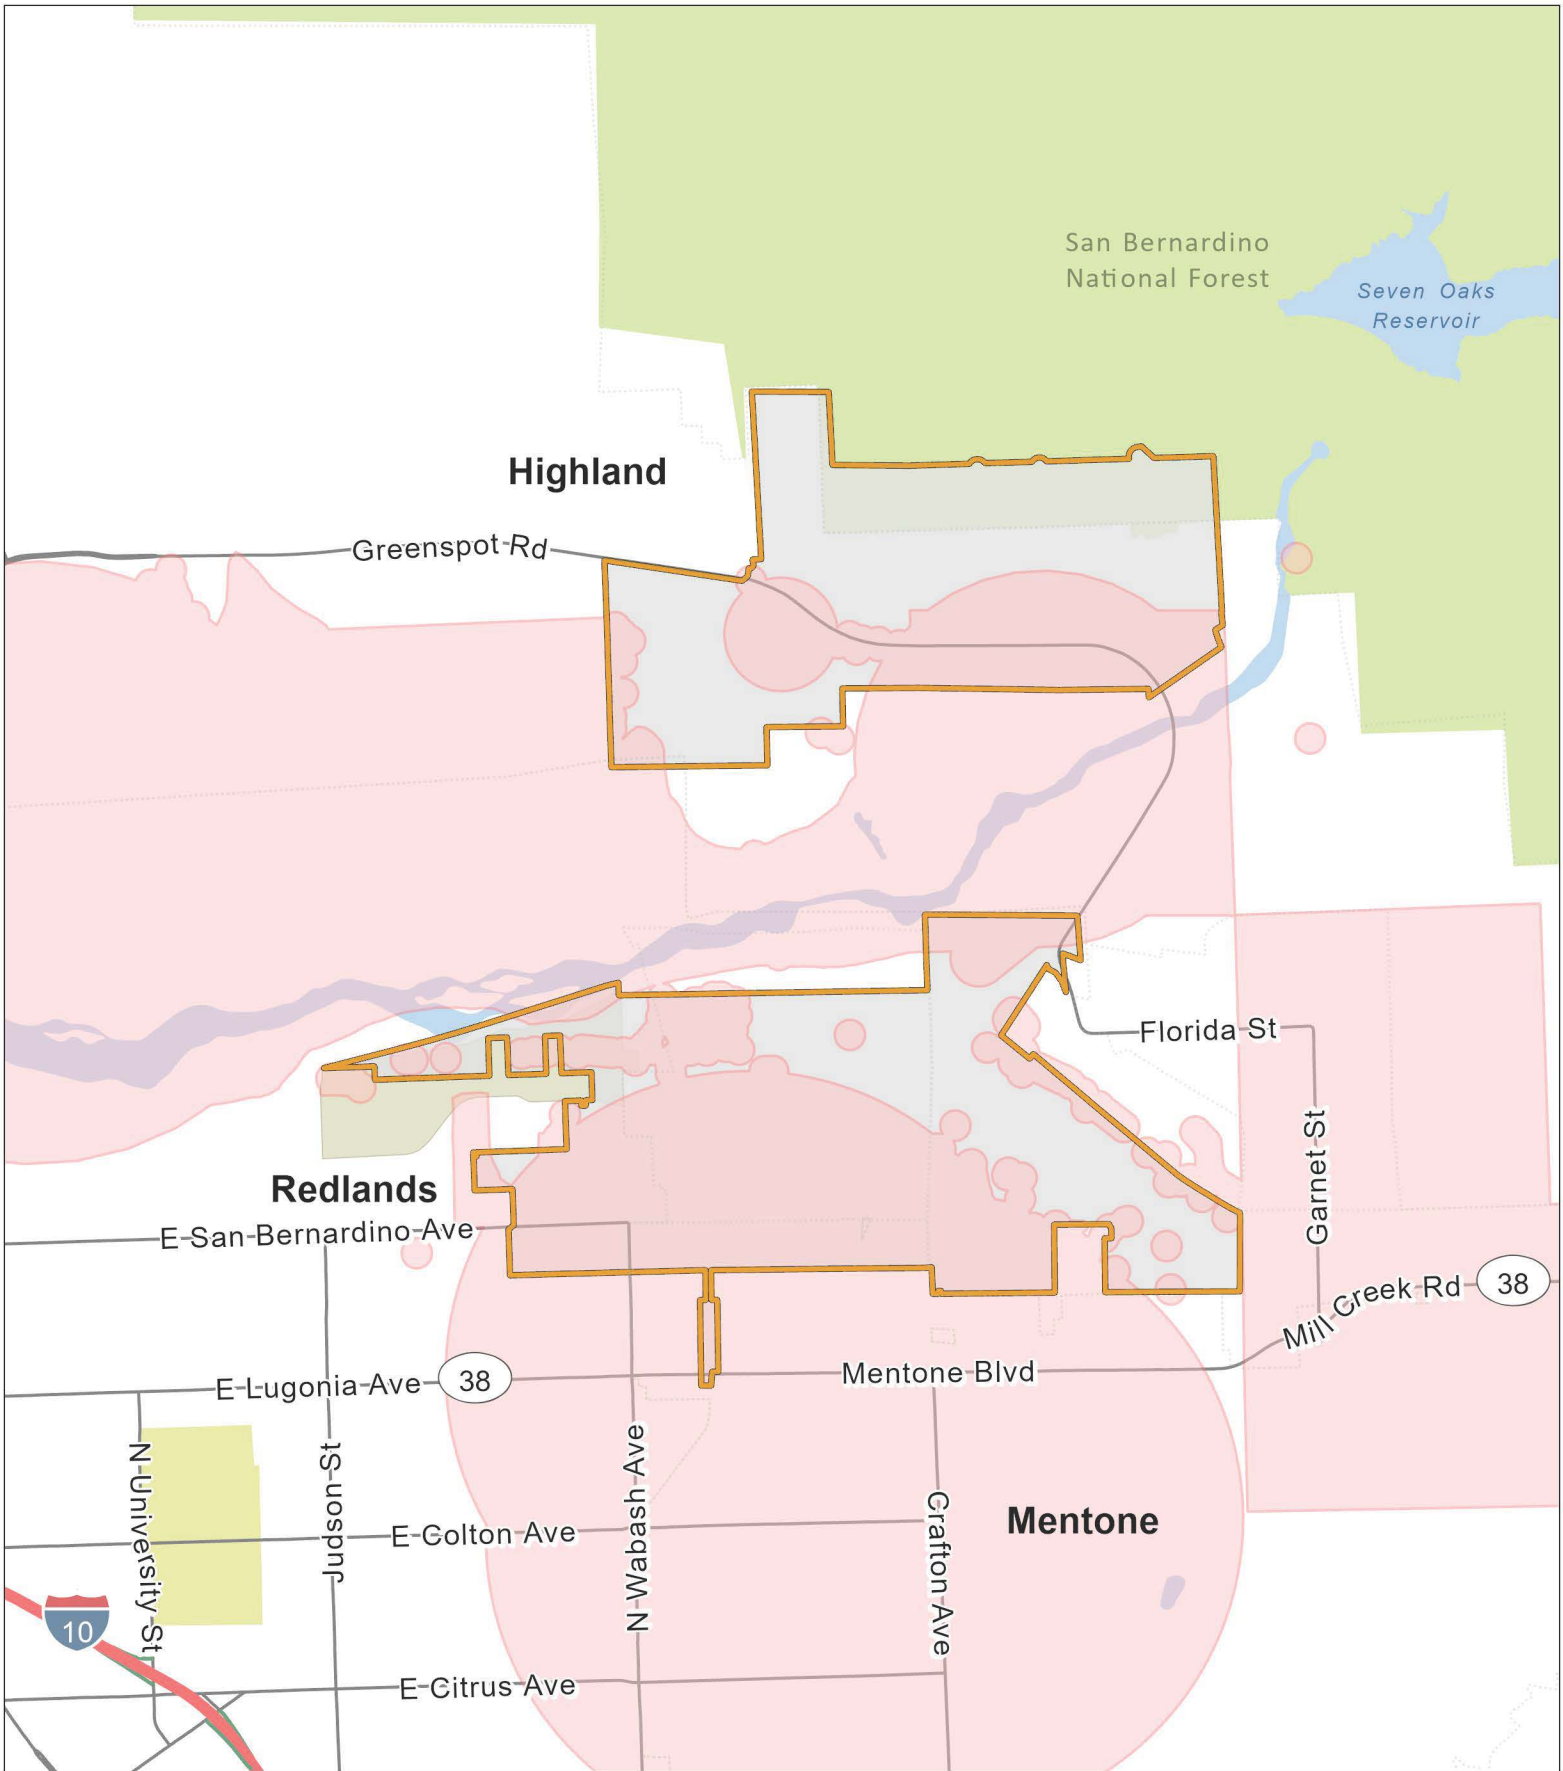 San Bernardino
National Forest
Seven Oaks
Reservoir
Highland
Greenspot Rd
Florida St
Garnet St
Redlands
E San Bernardino Ave
Mill Creek Rd
38
E Lugonia Ave
38
Mentone Blvd
N University St
Judson St
N Wabash Ave
Crafton Ave
E Colton Ave
Mentone
10
E Citrus Ave